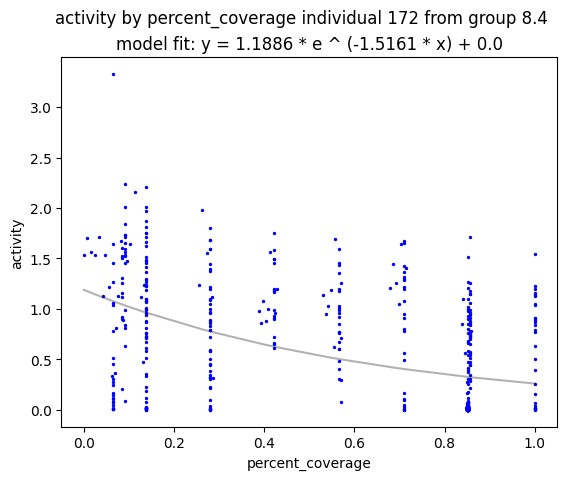 activity by percent_coverage individual 172 from group 8.4
model fit: y = 1.1886 * e ^ (-1.5161 * x) + 0.0
3.0
2.5
2.0
1.5
1.0
0.5
0.0
activity
0.0 0.2 0.4 0.6 0.8 1.0
percent_coverage